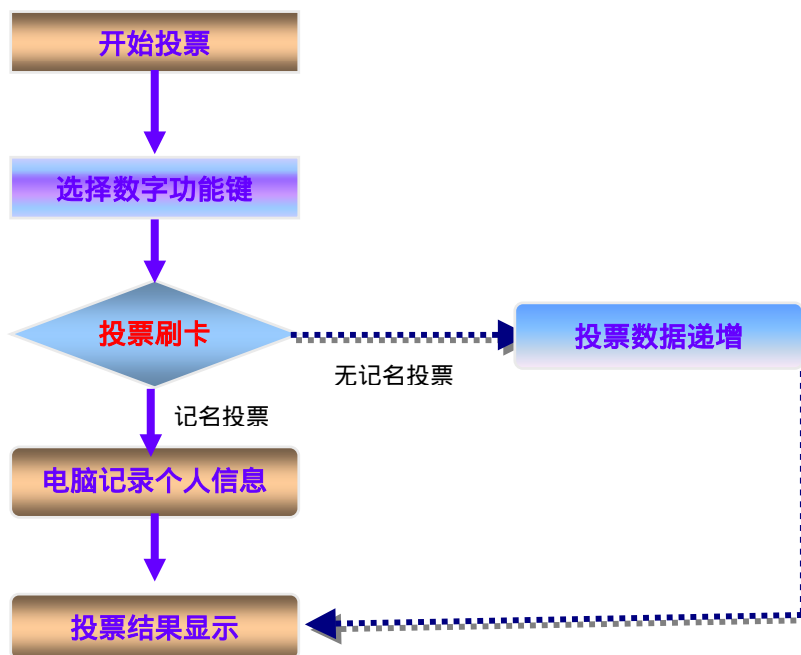 开始投票
选择数字功能键
投票刷卡
投票数据递增
无记名投票
记名投票
电脑记录个人信息
投票结果显示